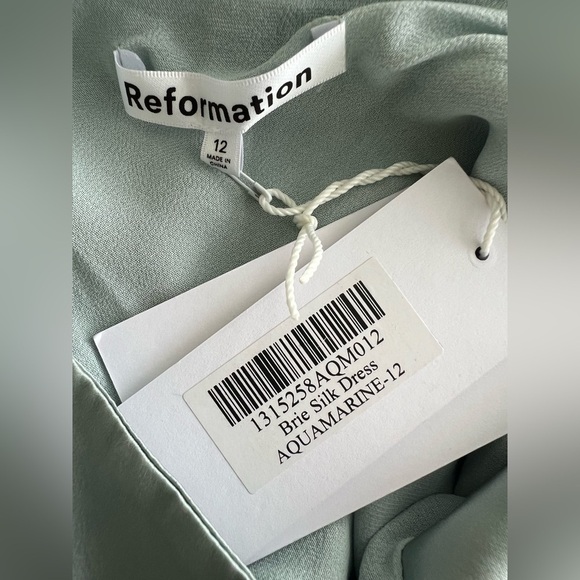 Reformation
12
MADE IN
CHINA
1315258AQM012
Brie Silk Dress
AQUAMARINE-12